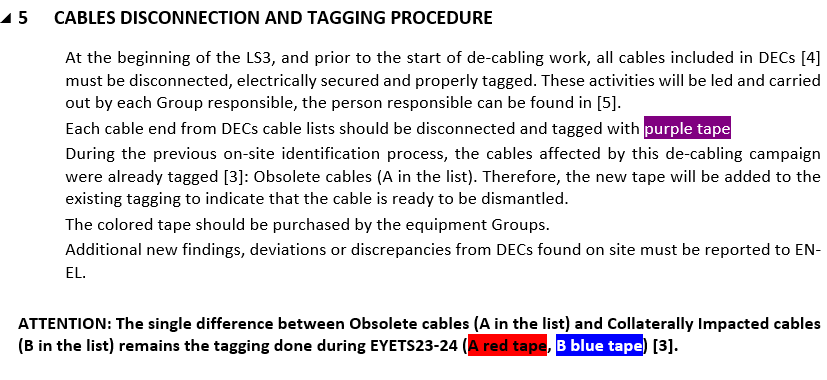 5 CABLES DISCONNECTION AND TAGGING PROCEDURE
At the beginning of the LS3, and prior to the start of de-cabling work, all cables included in DECs [4]
must be disconnected, electrically secured and properly tagged. These activities will be led and carried
out by each Group responsible, the person responsible can be found in [5].
Each cable end from DECs cable lists should be disconnected and tagged with purple tape
During the previous on-site identification process, the cables affected by this de-cabling campaign
were already tagged [3]: Obsolete cables (A in the list). Therefore, the new tape will be added to the
existing tagging to indicate that the cable is ready to be dismantled.
The colored tape should be purchased by the equipment Groups.
Additional new findings, deviations or discrepancies from DECs found on site must be reported to EN-
EL.
ATTENTION: The single difference between Obsolete cables (A in the list) and Collaterally Impacted cables
(B in the list) remains the tagging done during EYETS23-24 (A red tape, B blue tape) [3].